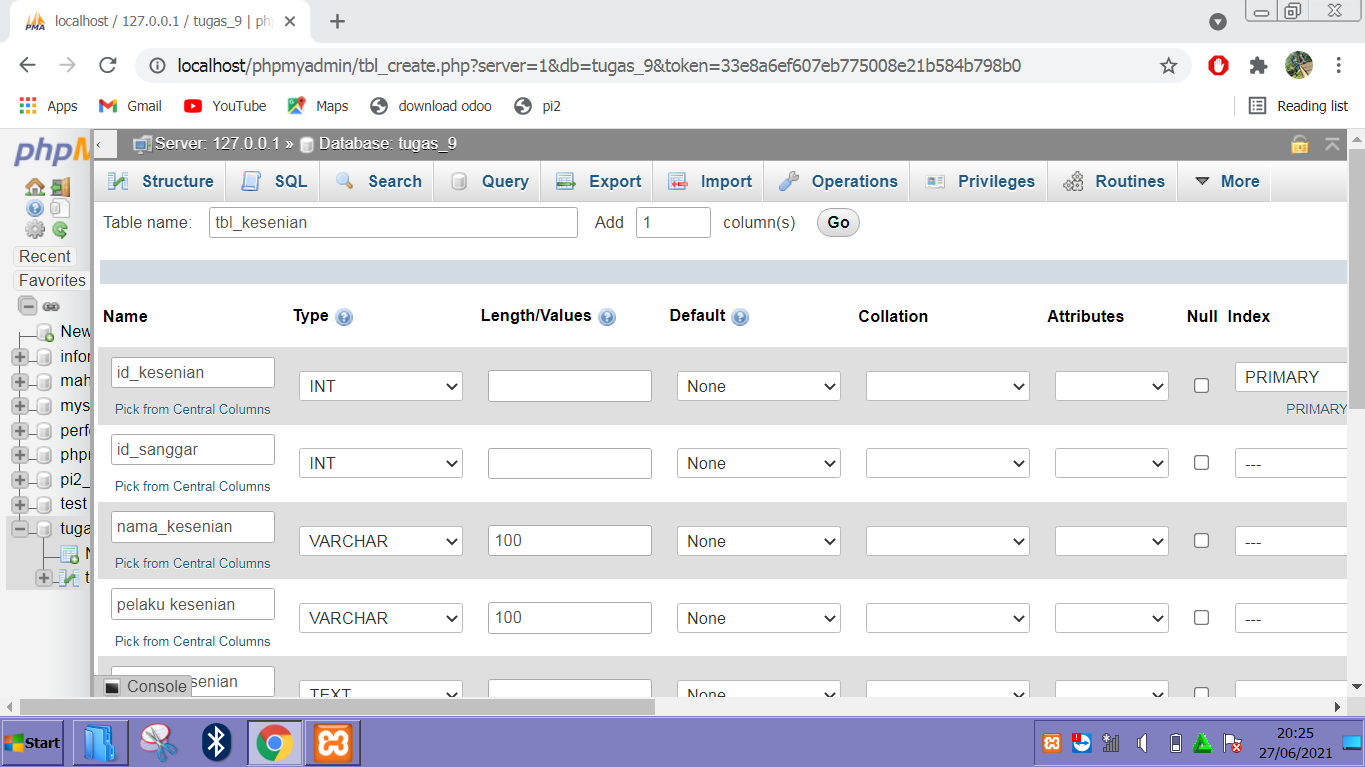 localhost / 127.0.0.1 / tugas_9 | ph
localhost/phpmyadmin/tbl_create.php?server=1&db=tugas_9&token=33e8a6ef607eb775008e21b584b798b0
Apps Gmail YouTube Maps download odoo pi2 Reading list
phpM
Server: 127.0.0.1 » Database: tugas_9
Structure SQL Search Query Export Import Operations Privileges Routines More
Table name: tbl_kesenian Add 1 column(s) Go
Recent
Favorites
New
infor
mah
mys
perf
phpr
pi2_
test
tuga
N
t
Name Type Length/Values Default Collation Attributes Null Index
id_kesenian INT None PRIMARY
Pick from Central Columns PRIMARY
id_sanggar INT None ---
Pick from Central Columns
nama_kesenian VARCHAR 100 None ---
Pick from Central Columns
pelaku kesenian VARCHAR 100 None ---
Pick from Central Columns
senian TEXT None
Console
Start 20:25
27/06/2021